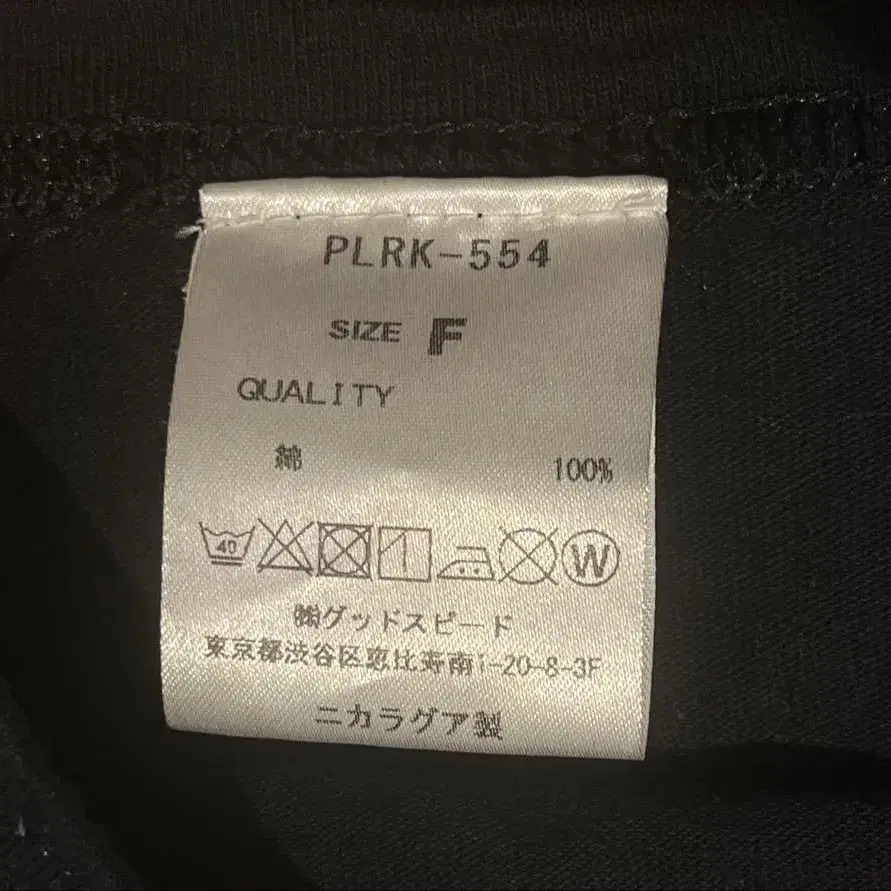 PLRK-554
SIZE F
QUALITY
綿 100%
40 W
㈱グッドスピード
東京都渋谷区恵比寿南1-20-8-3F
ニカラグア製